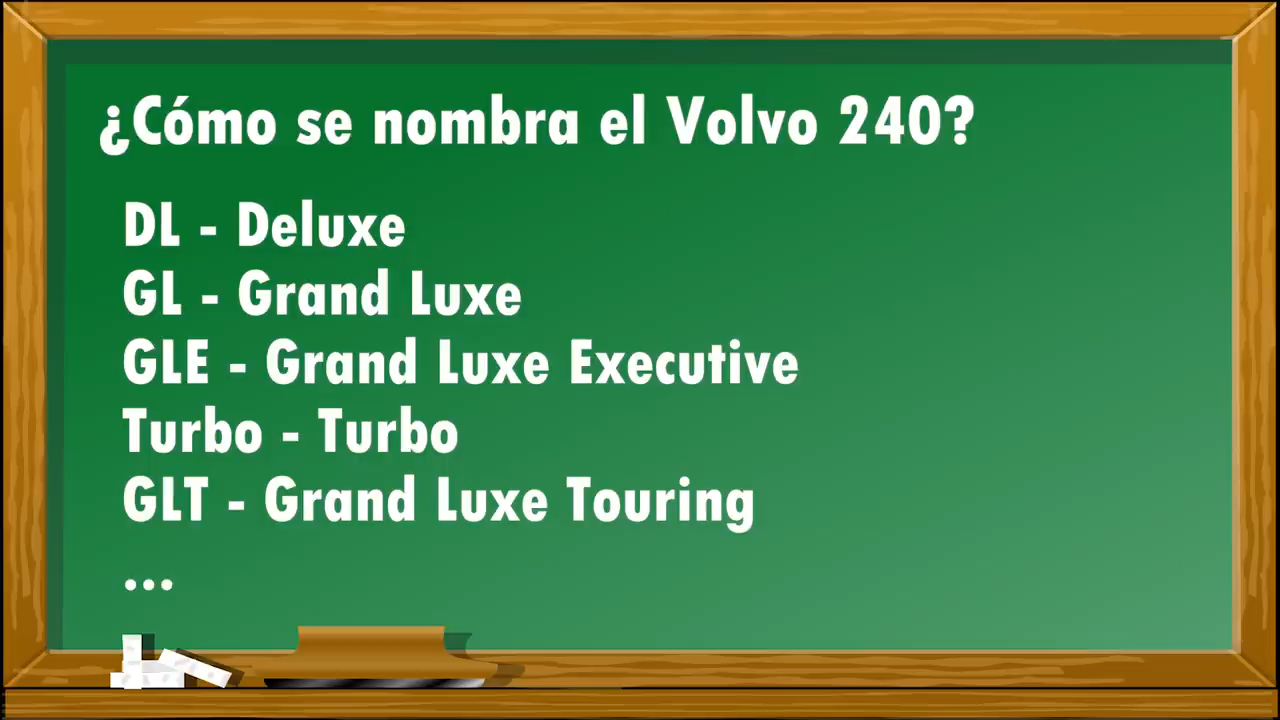 ¿Cómo se nombra el Volvo 240?
DL - Deluxe
GL - Grand Luxe
GLE - Grand Luxe Executive
Turbo - Turbo
GLT - Grand Luxe Touring
...